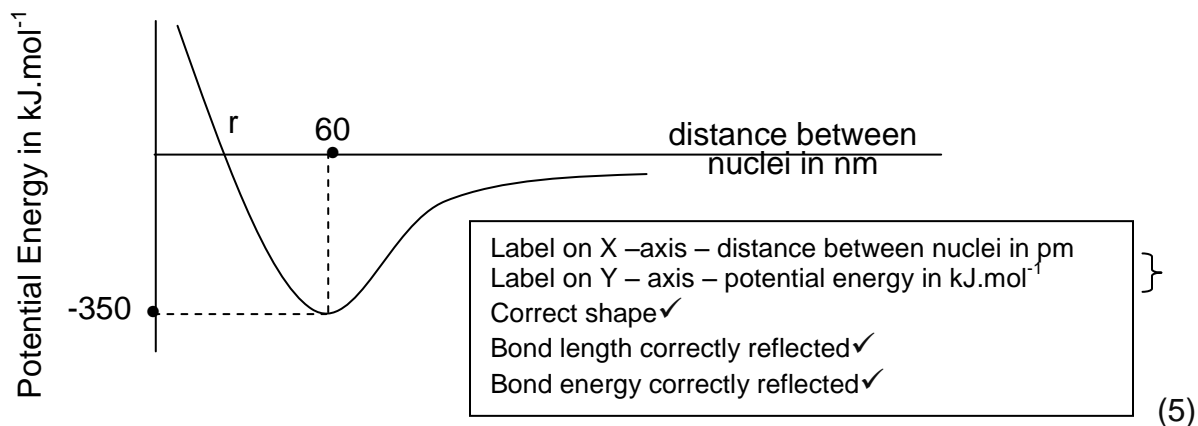 Potential Energy in kJ.mol-1
r
60
distance between
nuclei in nm
-350
Label on X –axis – distance between nuclei in pm
Label on Y – axis – potential energy in kJ.mol-1
Correct shape✓
Bond length correctly reflected✓
Bond energy correctly reflected✓
(5)